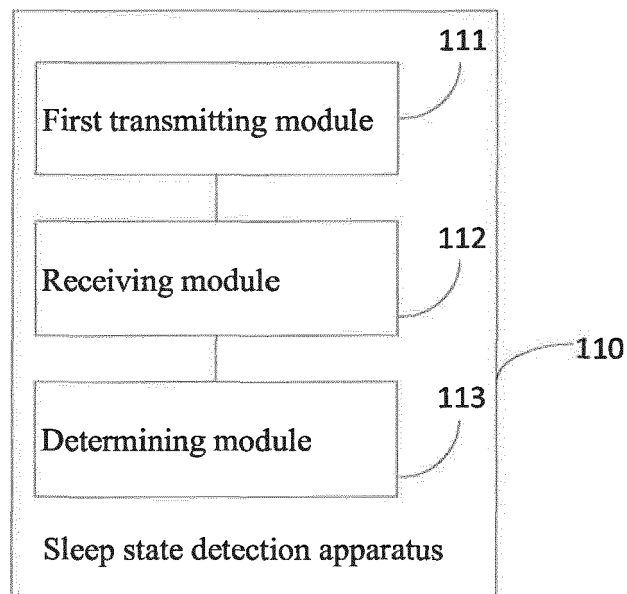 111
First transmitting module
112
Receiving module
110
113
Determining module
Sleep state detection apparatus